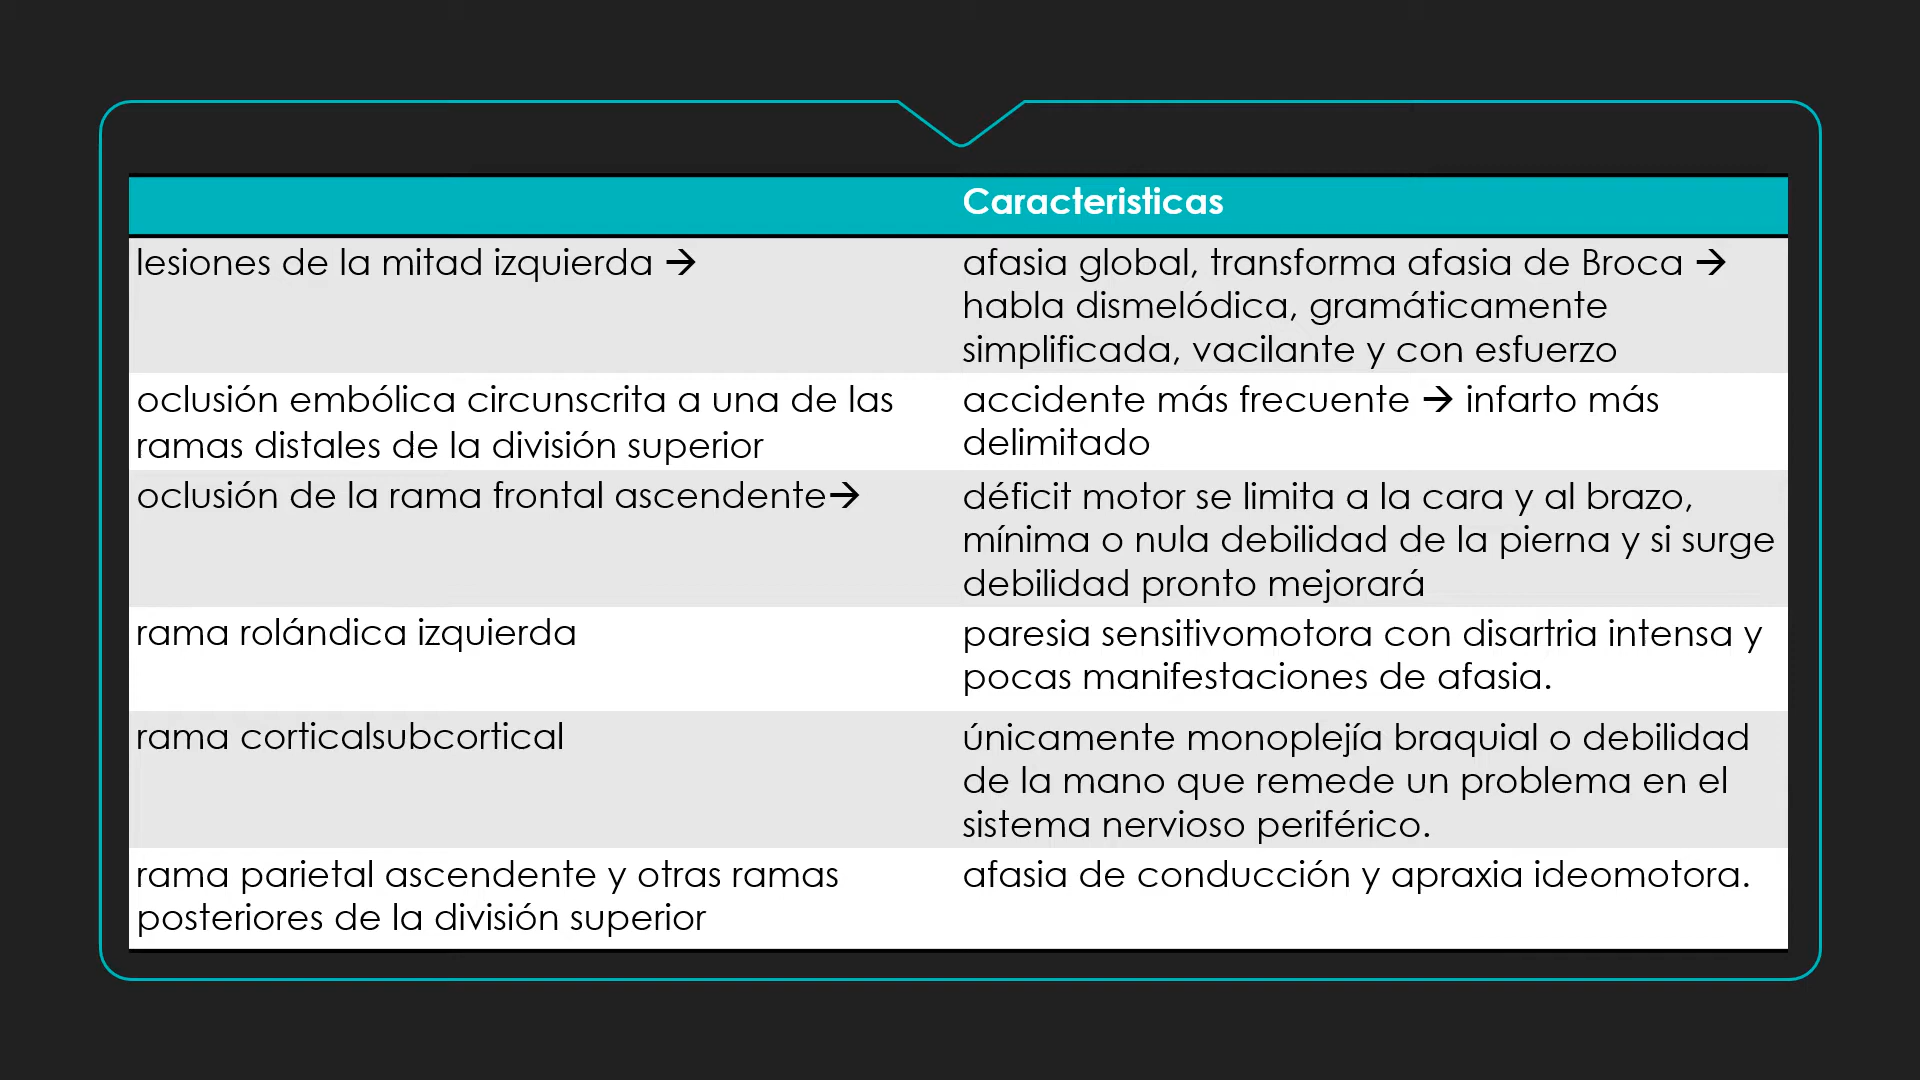 Caracteristicas
lesiones de la mitad izquierda →
afasia global, transforma afasia de Broca →
habla dismelódica, gramáticamente
simplificada, vacilante y con esfuerzo
oclusión embólica circunscrita a una de las
ramas distales de la división superior
accidente más frecuente → infarto más
delimitado
oclusión de la rama frontal ascendente→
déficit motor se limita a la cara y al brazo,
mínima o nula debilidad de la pierna y si surge
debilidad pronto mejorará
rama rolándica izquierda
paresia sensitivomotora con disartria intensa y
pocas manifestaciones de afasia.
rama corticalsubcortical
únicamente monoplejía braquial o debilidad
de la mano que remede un problema en el
sistema nervioso periférico.
rama parietal ascendente y otras ramas
posteriores de la división superior
afasia de conducción y apraxia ideomotora.